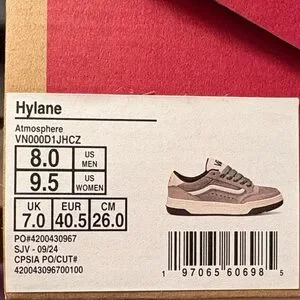 Hylane
Atmosphere
VN000D1JHCZ
8.0 US MEN
9.5 US WOMEN
UK EUR CM
7.0 40.5 26.0
PO#4200430967
SJV - 09/24
CPSIA PO/CUT#
420043096700100
1 97065 60698 5